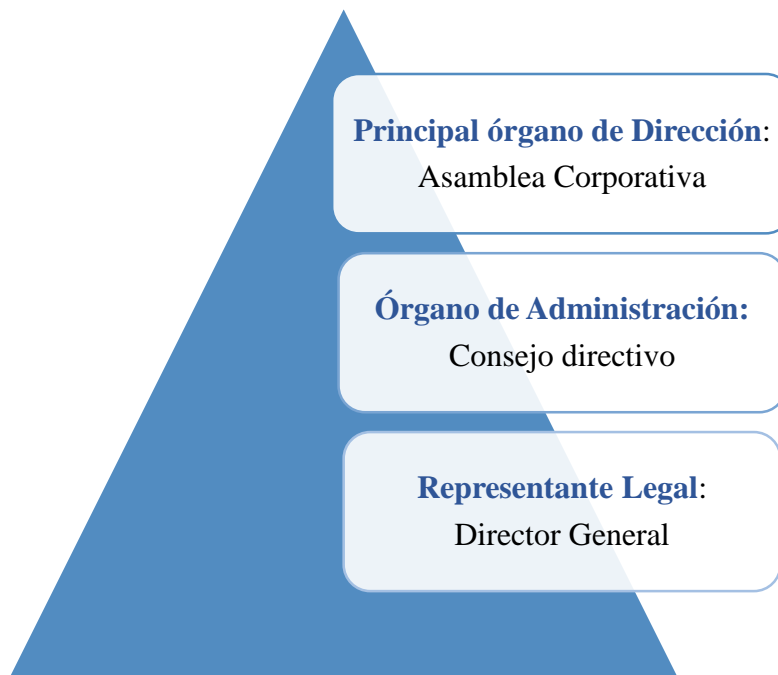 Principal órgano de Dirección:
Asamblea Corporativa
Órgano de Administración:
Consejo directivo
Representante Legal:
Director General